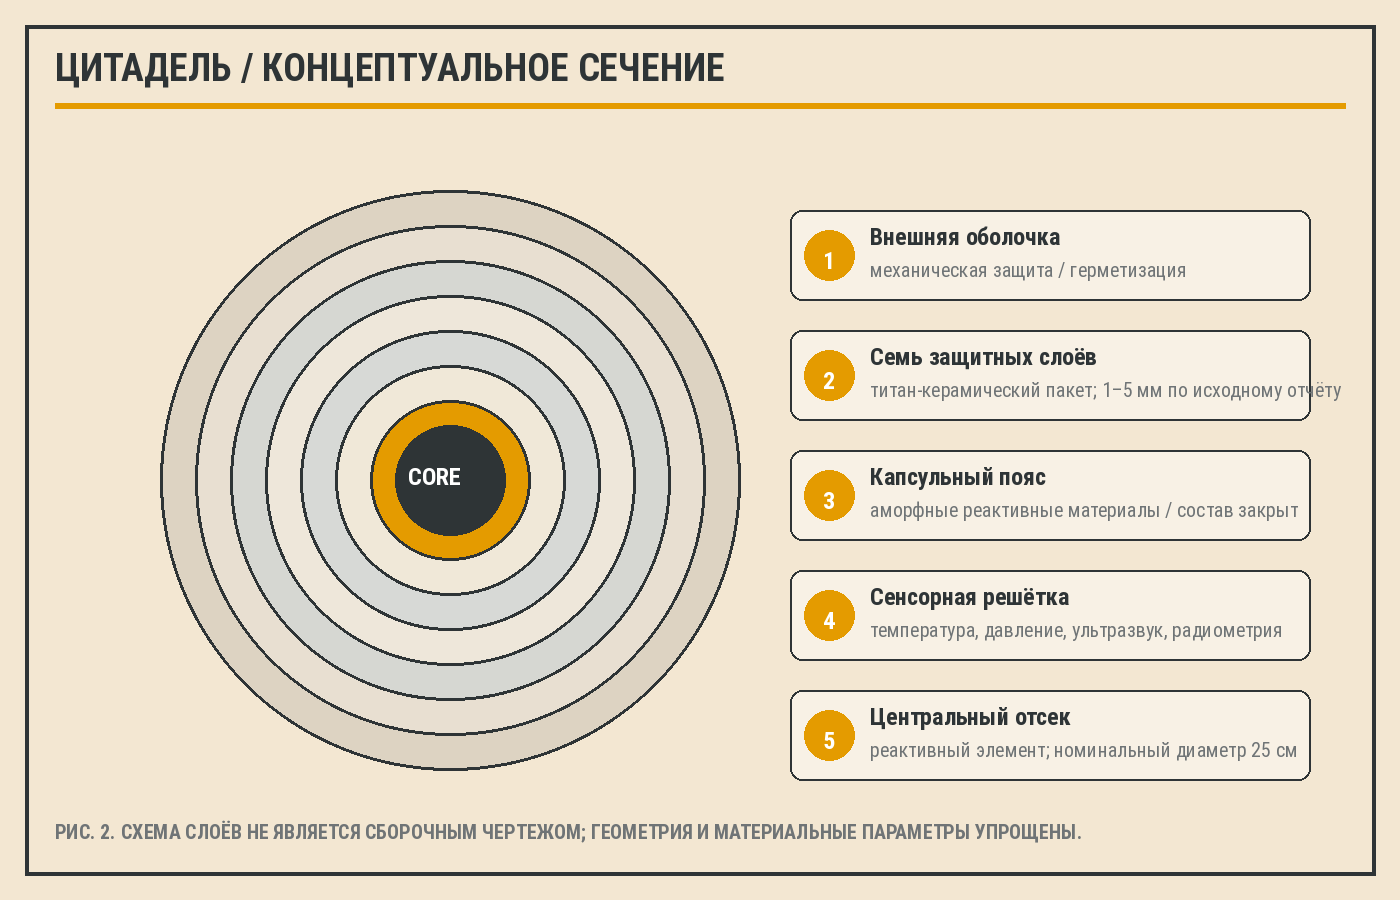 ЦИТАДЕЛЬ / КОНЦЕПТУАЛЬНОЕ СЕЧЕНИЕ
CORE
1
Внешняя оболочка
механическая защита / герметизация
2
Семь защитных слоёв
титан-керамический пакет; 1–5 мм по исходному отчёту
3
Капсульный пояс
аморфные реактивные материалы / состав закрыт
4
Сенсорная решётка
температура, давление, ультразвук, радиометрия
5
Центральный отсек
реактивный элемент; номинальный диаметр 25 см
РИС. 2. СХЕМА СЛОЁВ НЕ ЯВЛЯЕТСЯ СБОРОЧНЫМ ЧЕРТЕЖОМ; ГЕОМЕТРИЯ И МАТЕРИАЛЬНЫЕ ПАРАМЕТРЫ УПРОЩЕНЫ.